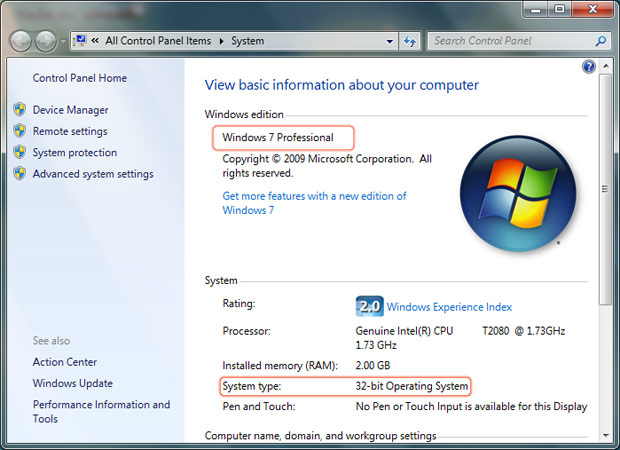 All Control Panel Items
System
Search Control Panel
Control Panel Home
Device Manager
Remote settings
System protection
Advanced system settings
See also
Action Center
Windows Update
Performance Information and
Tools
View basic information about your computer
Windows edition
Windows 7 Professional
Copyright © 2009 Microsoft Corporation. All
rights reserved.
Get more features with a new edition of
Windows 7
System
Rating: 2.0 Windows Experience Index
Processor: Genuine Intel(R) CPU T2080 @ 1.73GHz
1.73 GHz
Installed memory (RAM): 2.00 GB
System type: 32-bit Operating System
Pen and Touch: No Pen or Touch Input is available for this Display
Computer name, domain, and workgroup settings